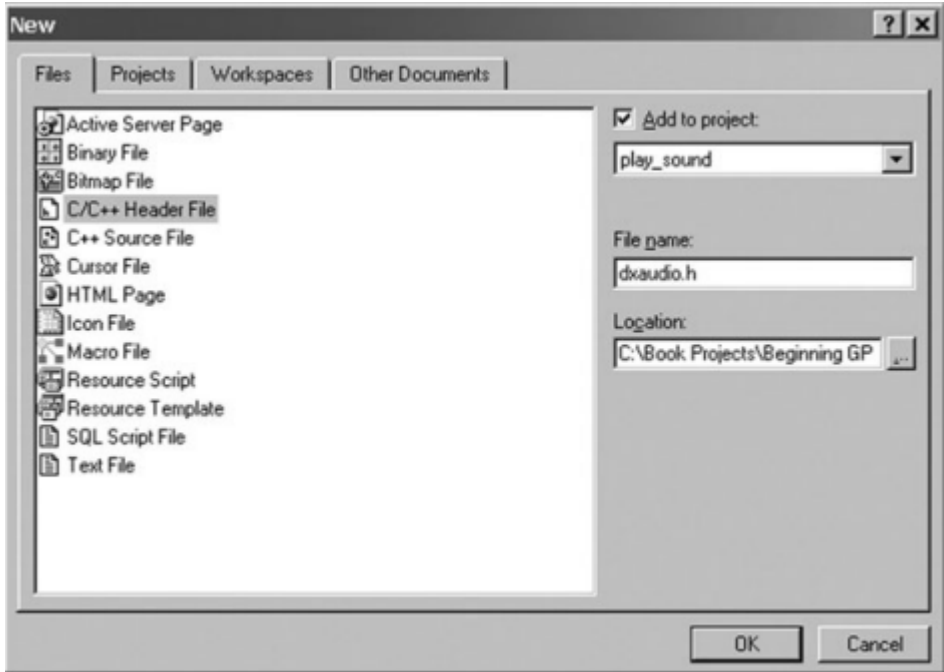 New
Files
Projects
Workspaces
Other Documents
Active Server Page
Binary File
Bitmap File
C/C++ Header File
C++ Source File
Cursor File
HTML Page
Icon File
Macro File
Resource Script
Resource Template
SQL Script File
Text File
Add to project:
play_sound
File name:
dxaudio.h
Location:
C:\Book Projects\Beginning GP
...
OK
Cancel